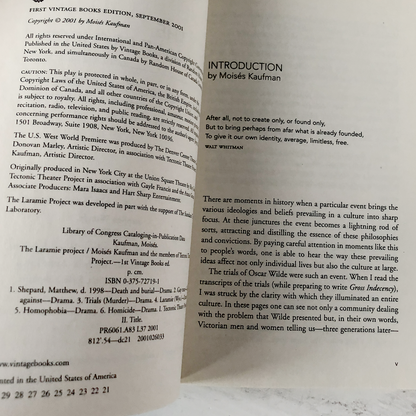 FIRST VINTAGE BOOKS EDITION, SEPTEMBER 2001
Copyright © 2001 by Moisés Kaufman
All rights reserved under International and Pan-American Copyright
Published in the United States by Vintage Books, a division of
New York, and simultaneously in Canada by Random House of
Toronto.
CAUTION: This play is protected in whole, in part, or in any form,
Copyright Laws of the United States of America, the British Empire,
Dominion of Canada, and all other countries of the Copyright
is subject to royalty. All rights, including professional, amateur,
recitation, radio, television, and public reading, are strictly
concerning performance rights should be addressed to the author's
1501 Broadway, Suite 1908, New York, New York 10036.
The U.S. West World Premiere was produced by The Denver Center
Donovan Marley, Artistic Director, in association with Tectonic
Kaufman, Artistic Director.
Originally produced in New York City at the Union Square Theatre by
Tectonic Theater Project in association with Gayle Francis and the
Associate Producers: Mara Isaacs and Hart Sharp Entertainment.
The Laramie Project was developed in part with the support of The
Laboratory.
Library of Congress Cataloging-in-Publication Data
Kaufman, Moisés.
The Laramie project / Moisés Kaufman and the members of
Project.—1st Vintage Books ed.
p. cm.
ISBN 0-375-72719-1
1. Shepard, Matthew, d. 1998—Death and burial—Drama. 2.
against—Drama. 3. Trials (Murder)—Drama. 4. Laramie
5. Homophobia—Drama. 6. Homicide—Drama I. Tectonic
II. Title.
PR6061.A83 L37 2001
812'.54—dc21 2001026033
www.vintagebooks.com
in the United States of America
29 28 27 26 25 24 23 22 21
INTRODUCTION
by Moisés Kaufman
After all, not to create only, or found only,
But to bring perhaps from afar what is already founded,
To give it our own identity, average, limitless, free.
WALT WHITMAN
There are moments in history when a particular event brings the
various ideologies and beliefs prevailing in a culture into sharp
focus. At these junctures the event becomes a lightning rod of
sorts, attracting and distilling the essence of these philosophies
and convictions. By paying careful attention in moments like this
to people's words, one is able to hear the way these prevailing
ideas affect not only individual lives but also the culture at large.
The trials of Oscar Wilde were such an event. When I read the
transcripts of the trials (while preparing to write Gross Indecency),
I was struck by the clarity with which they illuminated an entire
culture. In these pages one can see not only a community dealing
with the problem that Wilde presented but, in their own words,
Victorian men and women telling us—three generations later—
v